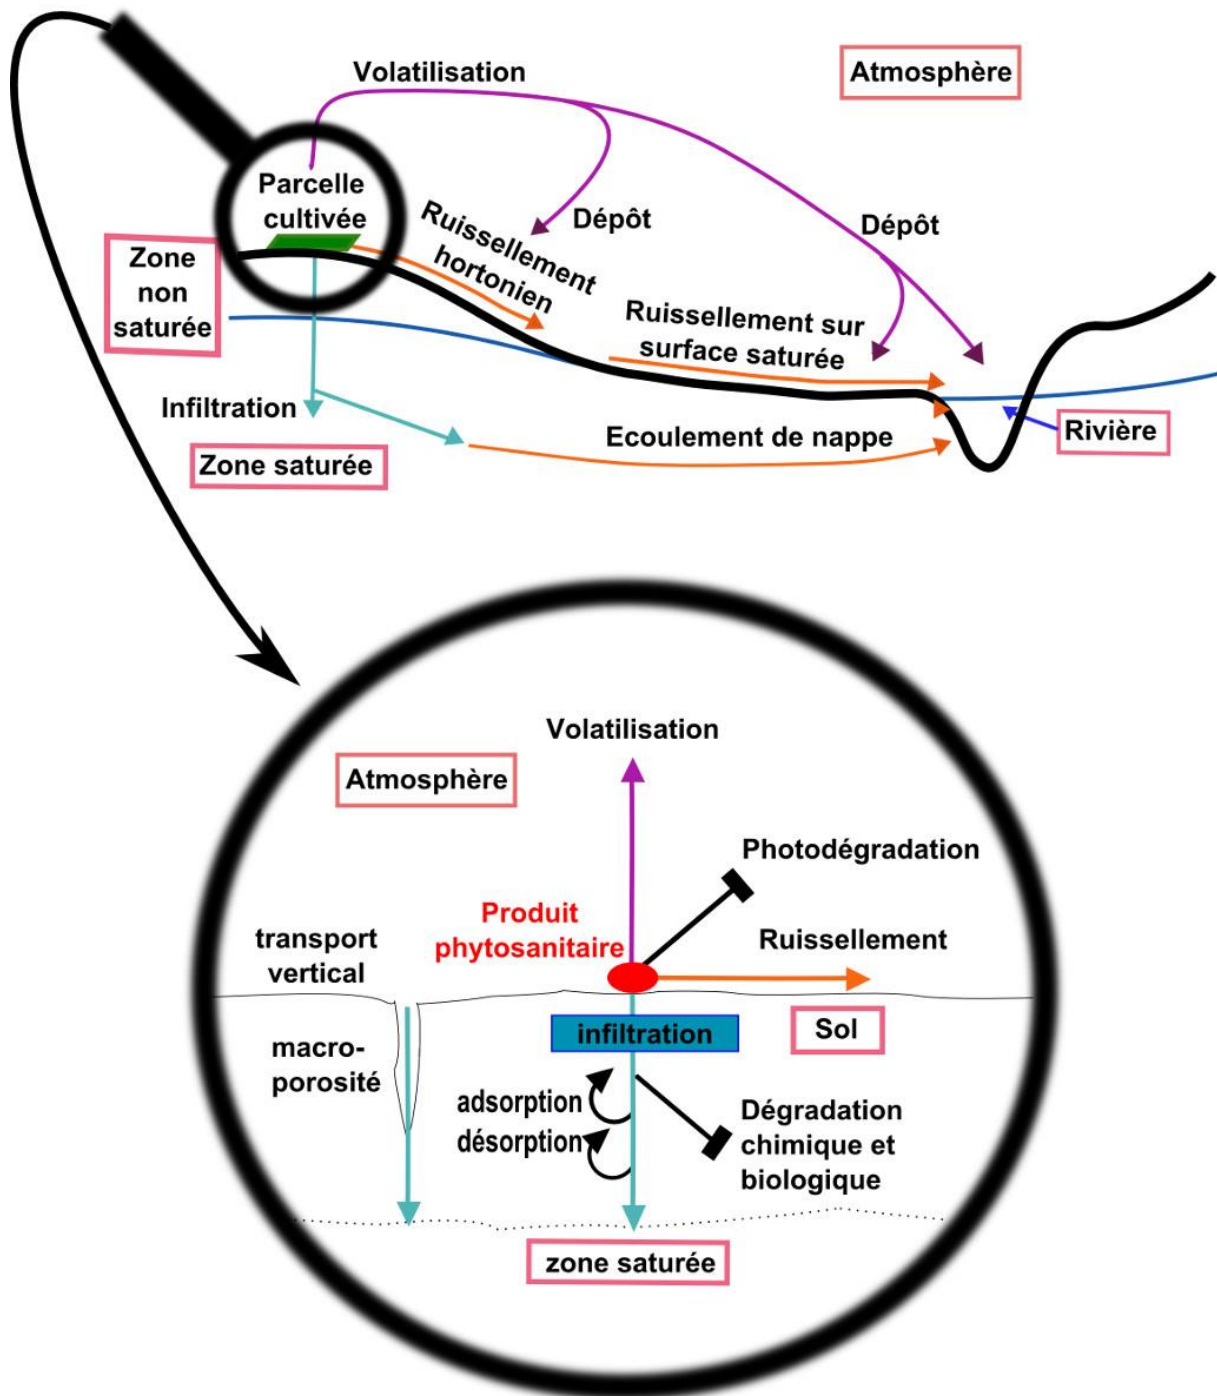 Volatilisation
Atmosphère
Parcelle
cultivée
Ruissellement
hortonien
Dépôt
Dépôt
Zone
non
saturée
Ruissellement sur
surface saturée
Infiltration
Ecoulement de nappe
Rivière
Zone saturée
Volatilisation
Atmosphère
Photodégradation
Produit
phytosanitaire
Ruissellement
transport
vertical
infiltration
Sol
macro-
porosité
adsorption
désorption
Dégradation
chimique et
biologique
zone saturée